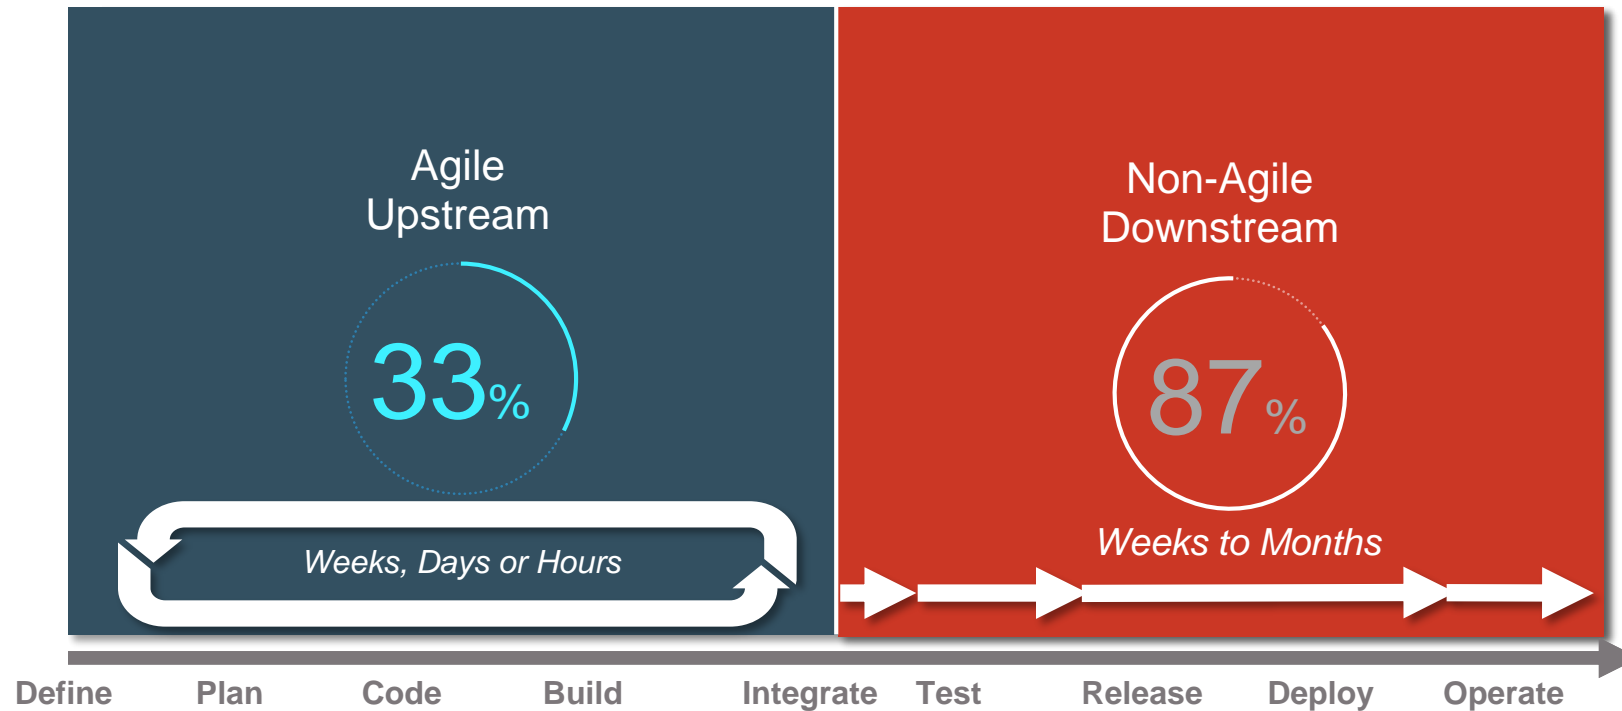 Agile
Upstream
33%
Weeks, Days or Hours
Non-Agile
Downstream
87%
Weeks to Months
Define Plan Code Build Integrate Test Release Deploy Operate